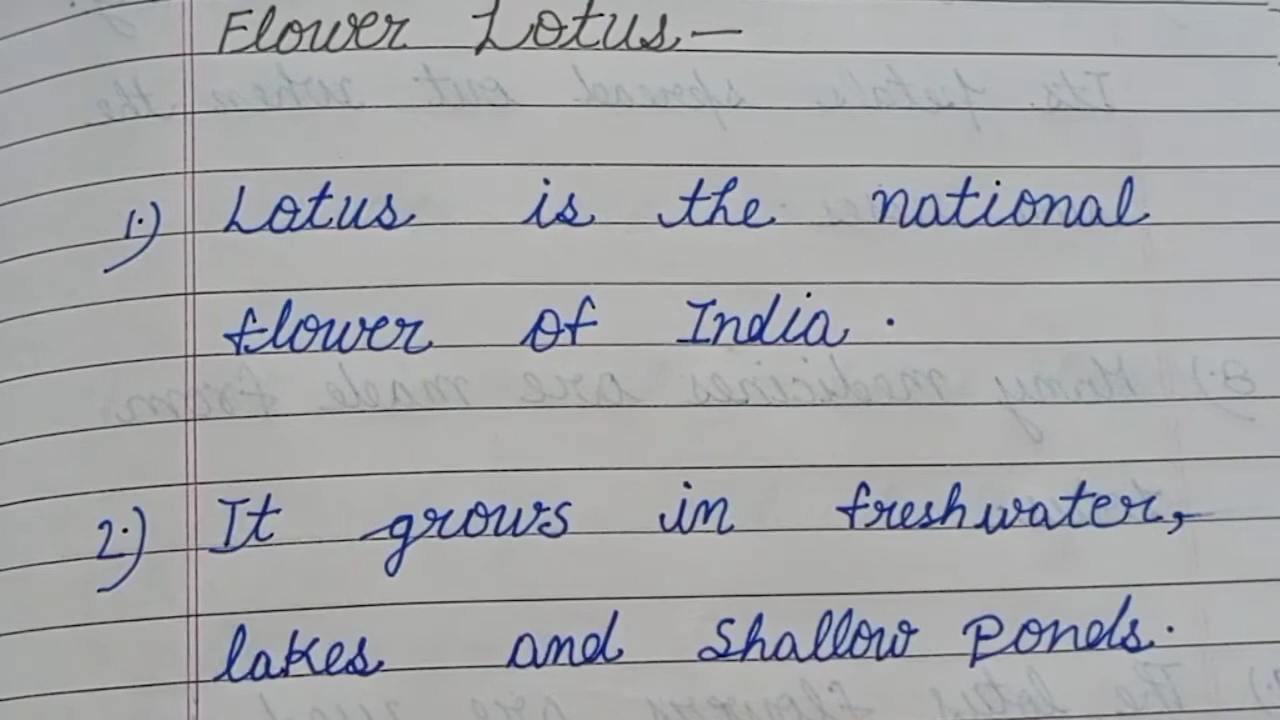 Flower Lotus –
1.) Lotus is the national
flower of India.
2.) It grows in freshwater,
lakes and shallow ponds.